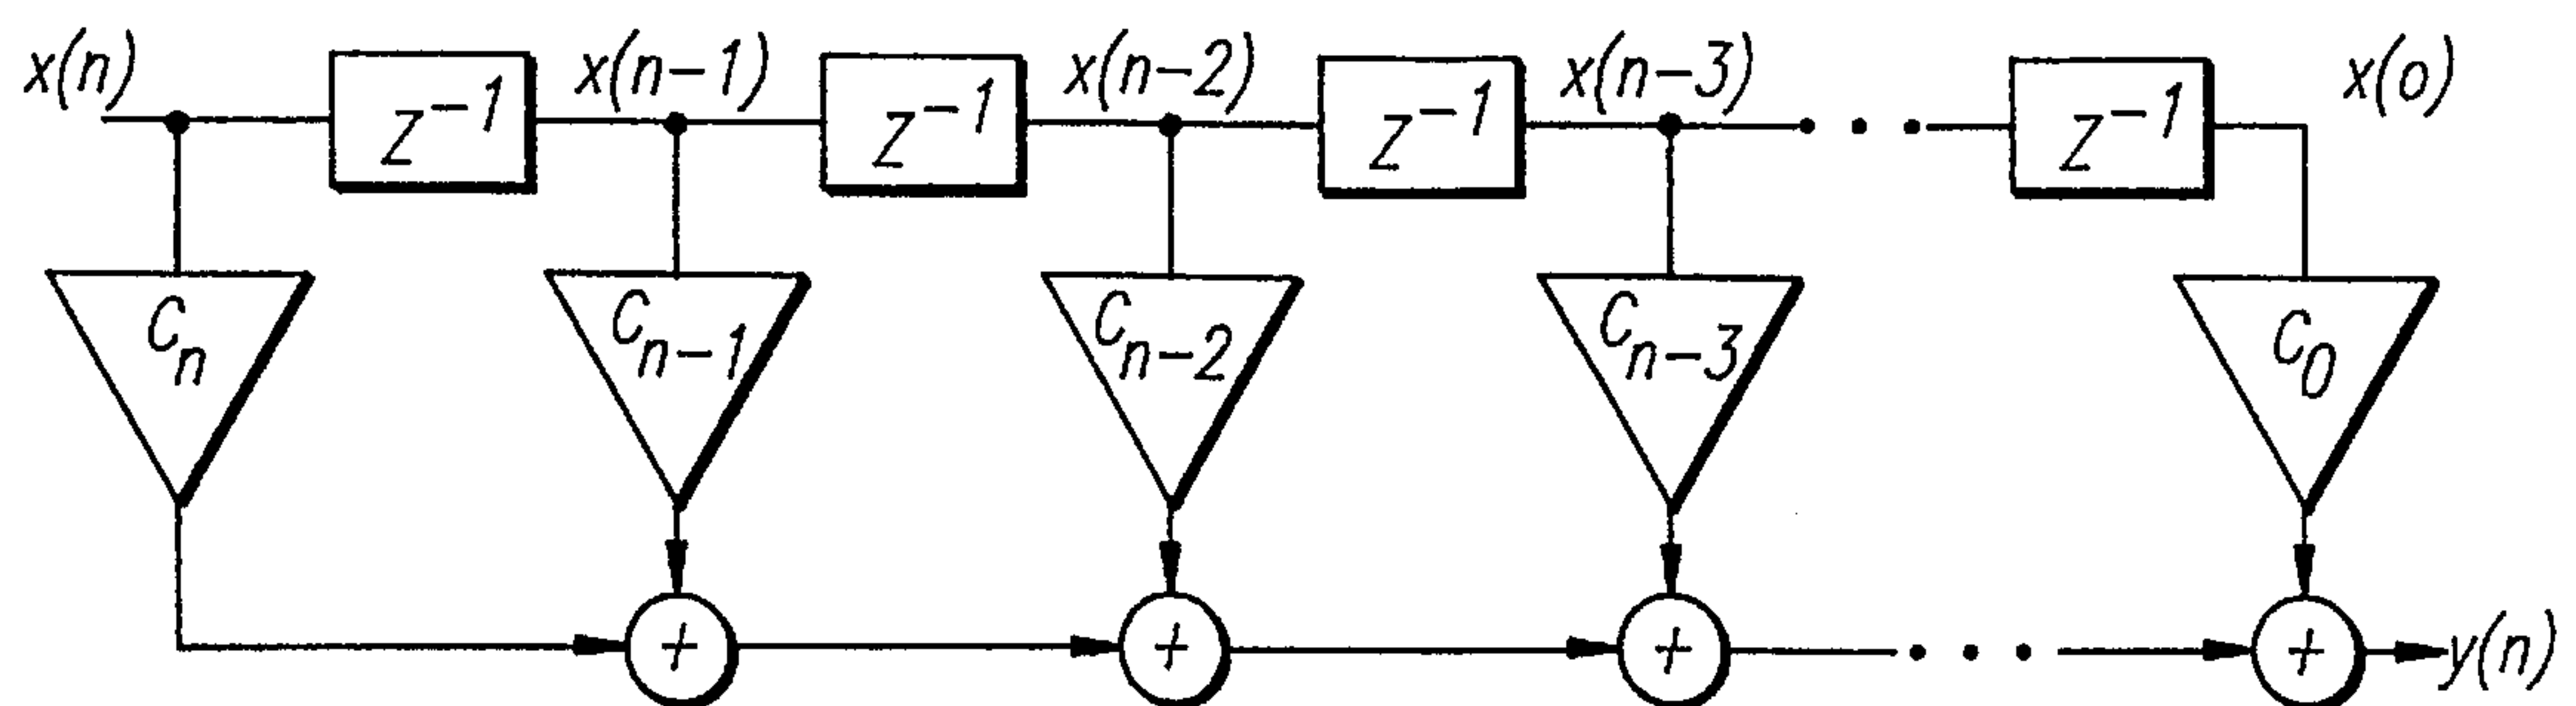 x(n) x(n-1) x(n-2) x(n-3) x(o)
z⁻¹ z⁻¹ z⁻¹ z⁻¹
Cₙ Cₙ₋₁ Cₙ₋₂ Cₙ₋₃ C₀
+ + + + y(n)